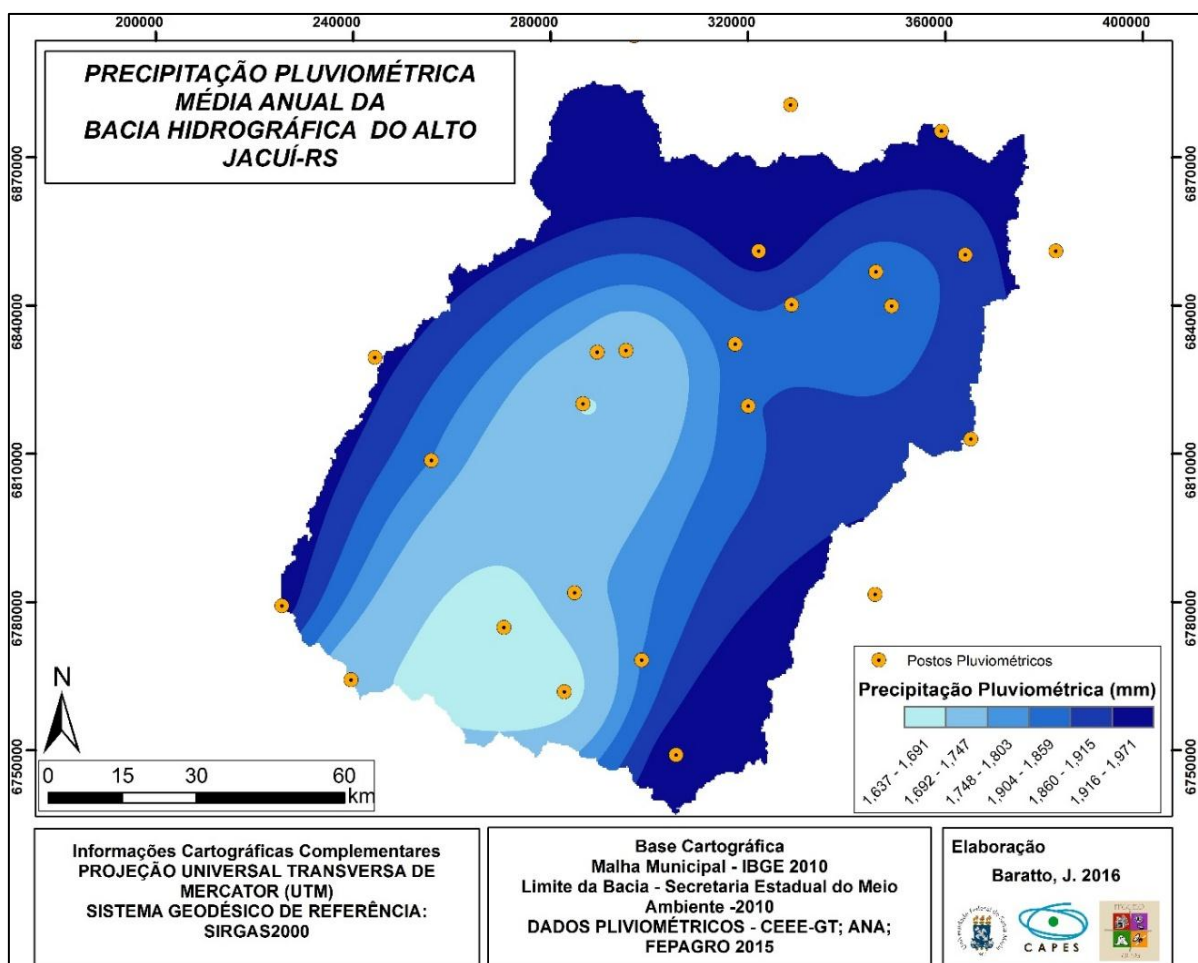 200000 240000 280000 320000 360000 400000
PRECIPITAÇÃO PLUVIOMÉTRICA
MÉDIA ANUAL DA
BACIA HIDROGRÁFICA DO ALTO
JACUÍ-RS
6870000 6870000
6840000 6840000
6810000 6810000
6780000 6780000
6750000 6750000
N
0 15 30 60
km
Postos Pluviométricos
Precipitação Pluviométrica (mm)
1,637 - 1,691
1,692 - 1,747
1,748 - 1,803
1,904 - 1,859
1,860 - 1,915
1,916 - 1,971
Informações Cartográficas Complementares
PROJEÇÃO UNIVERSAL TRANSVERSA DE
MERCATOR (UTM)
SISTEMA GEODÉSICO DE REFERÊNCIA:
SIRGAS2000
Base Cartográfica
Malha Municipal - IBGE 2010
Limite da Bacia - Secretaria Estadual do Meio
Ambiente -2010
DADOS PLUVIOMÉTRICOS - CEEE-GT; ANA;
FEPAGRO 2015
Elaboração
Baratto, J. 2016
CAPES